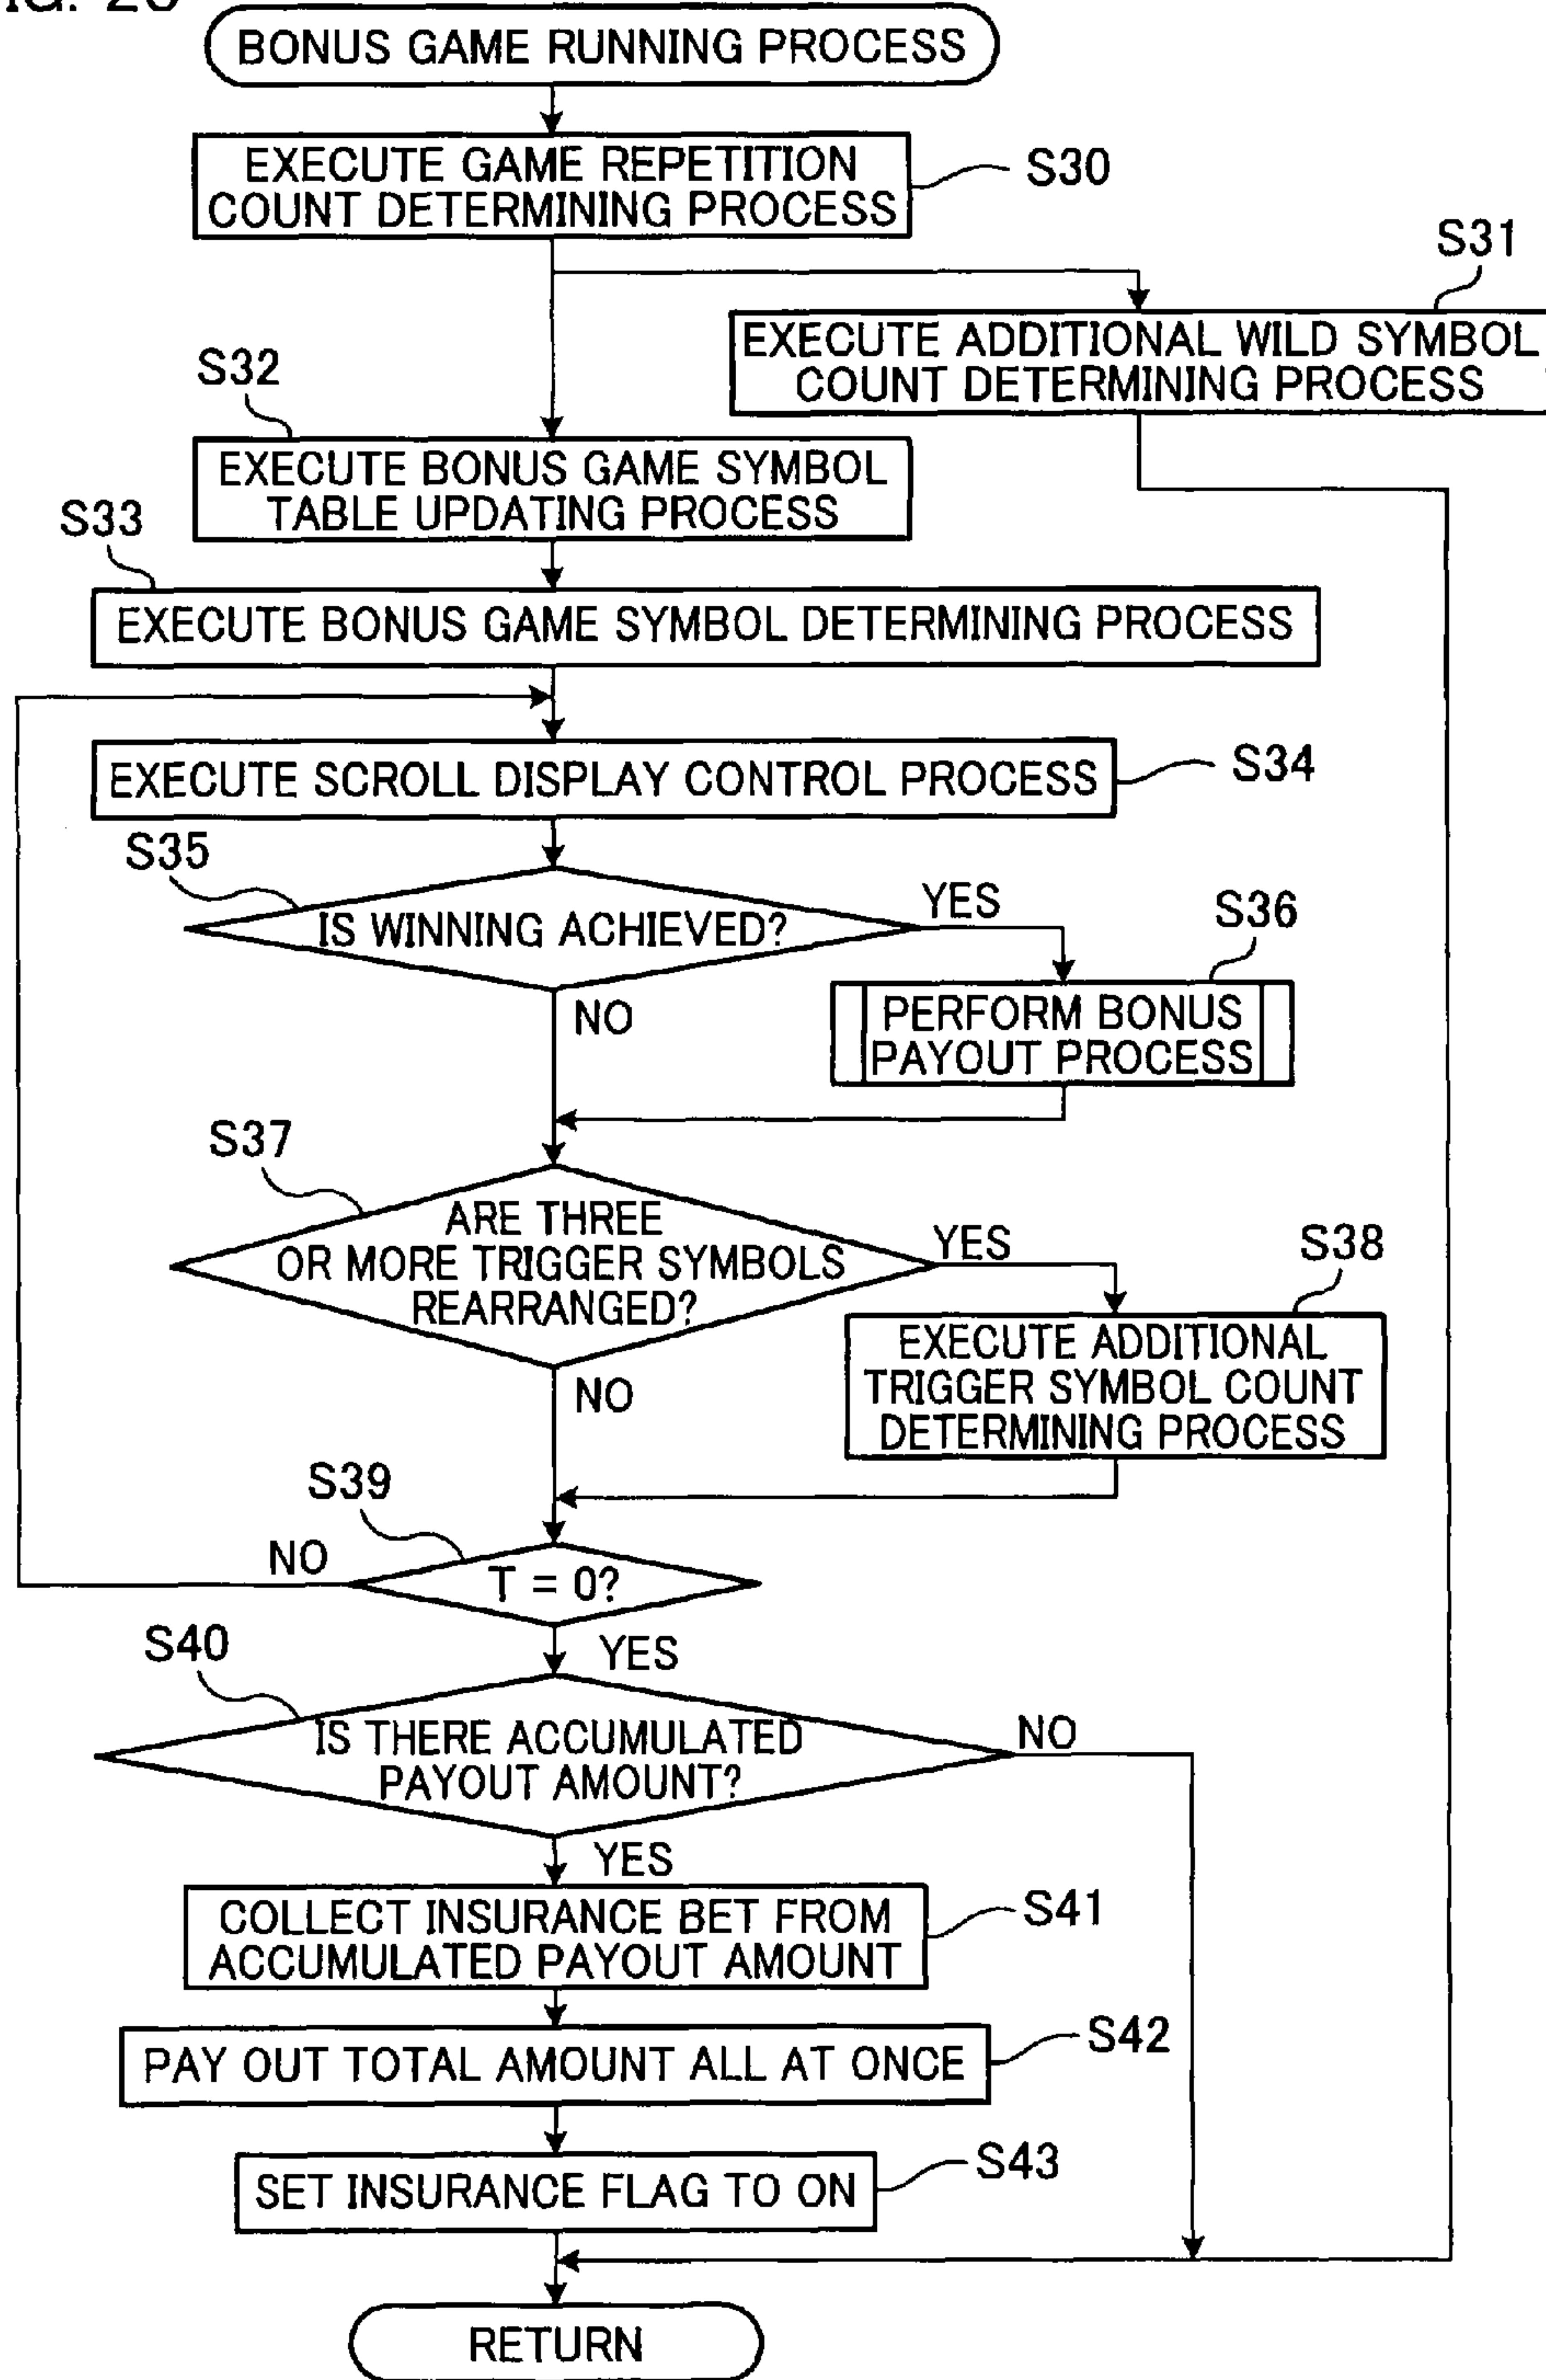 BONUS GAME RUNNING PROCESS
EXECUTE GAME REPETITION
COUNT DETERMINING PROCESS
S30
S31
EXECUTE ADDITIONAL WILD SYMBOL
COUNT DETERMINING PROCESS
S32
EXECUTE BONUS GAME SYMBOL
TABLE UPDATING PROCESS
S33
EXECUTE BONUS GAME SYMBOL DETERMINING PROCESS
EXECUTE SCROLL DISPLAY CONTROL PROCESS
S34
S35
IS WINNING ACHIEVED?
YES
NO
S36
PERFORM BONUS
PAYOUT PROCESS
S37
ARE THREE
OR MORE TRIGGER SYMBOLS
REARRANGED?
YES
NO
S38
EXECUTE ADDITIONAL
TRIGGER SYMBOL COUNT
DETERMINING PROCESS
S39
NO
T = 0?
YES
S40
IS THERE ACCUMULATED
PAYOUT AMOUNT?
NO
YES
COLLECT INSURANCE BET FROM
ACCUMULATED PAYOUT AMOUNT
S41
PAY OUT TOTAL AMOUNT ALL AT ONCE
S42
SET INSURANCE FLAG TO ON
S43
RETURN